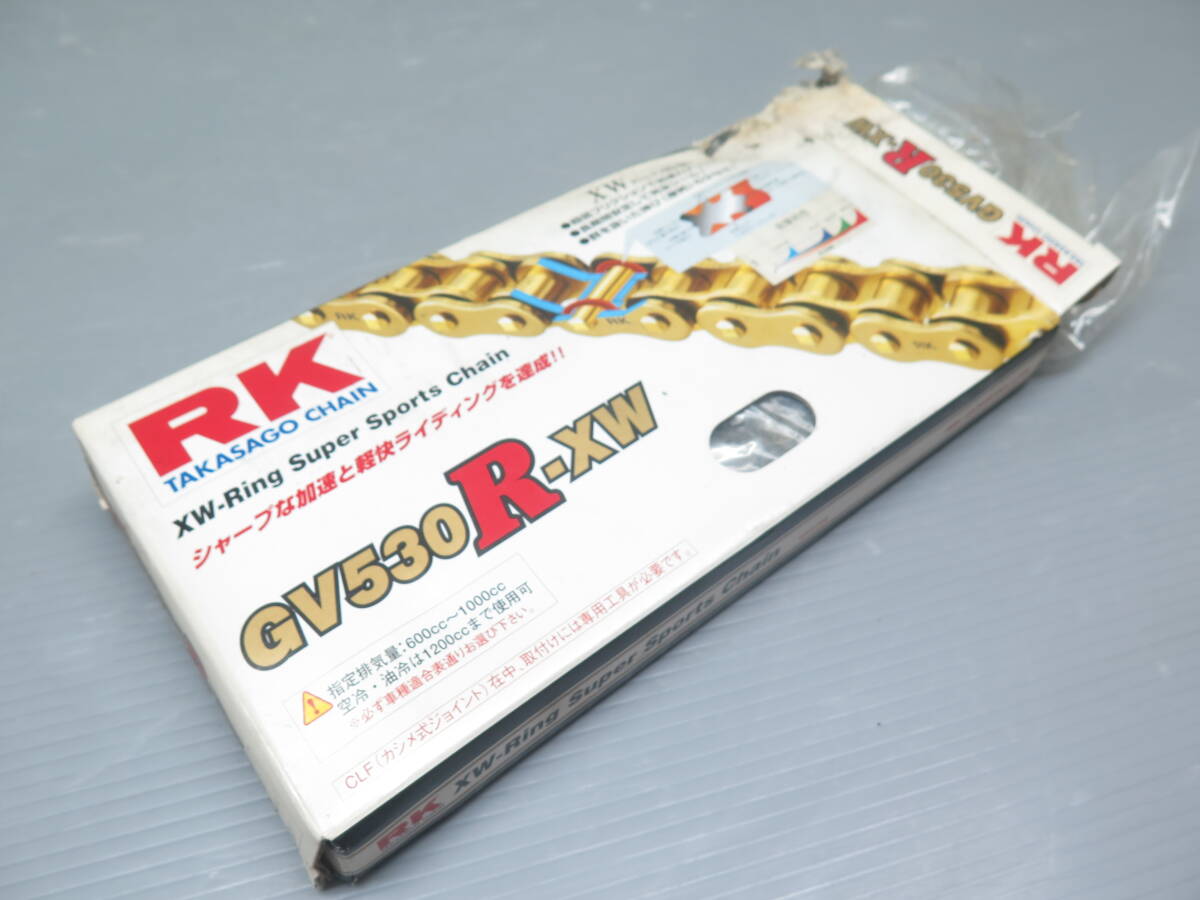 RK
TAKASAGO CHAIN
XW-Ring Super Sports Chain
シャープな加速と軽快ライディングを達成!!
GV530R-XW
指定排気量:600cc〜1000cc
空冷・油冷は1200ccまで使用可
※必ず車種適合表通りお選び下さい。
CLF(カシメ式ジョイント)在中、取付けには専用工具が必要です。
RK XW-Ring Super Sports Chain
RK
TAKASAGO CHAIN
GV530R-XW
XW
RK
RK
RK